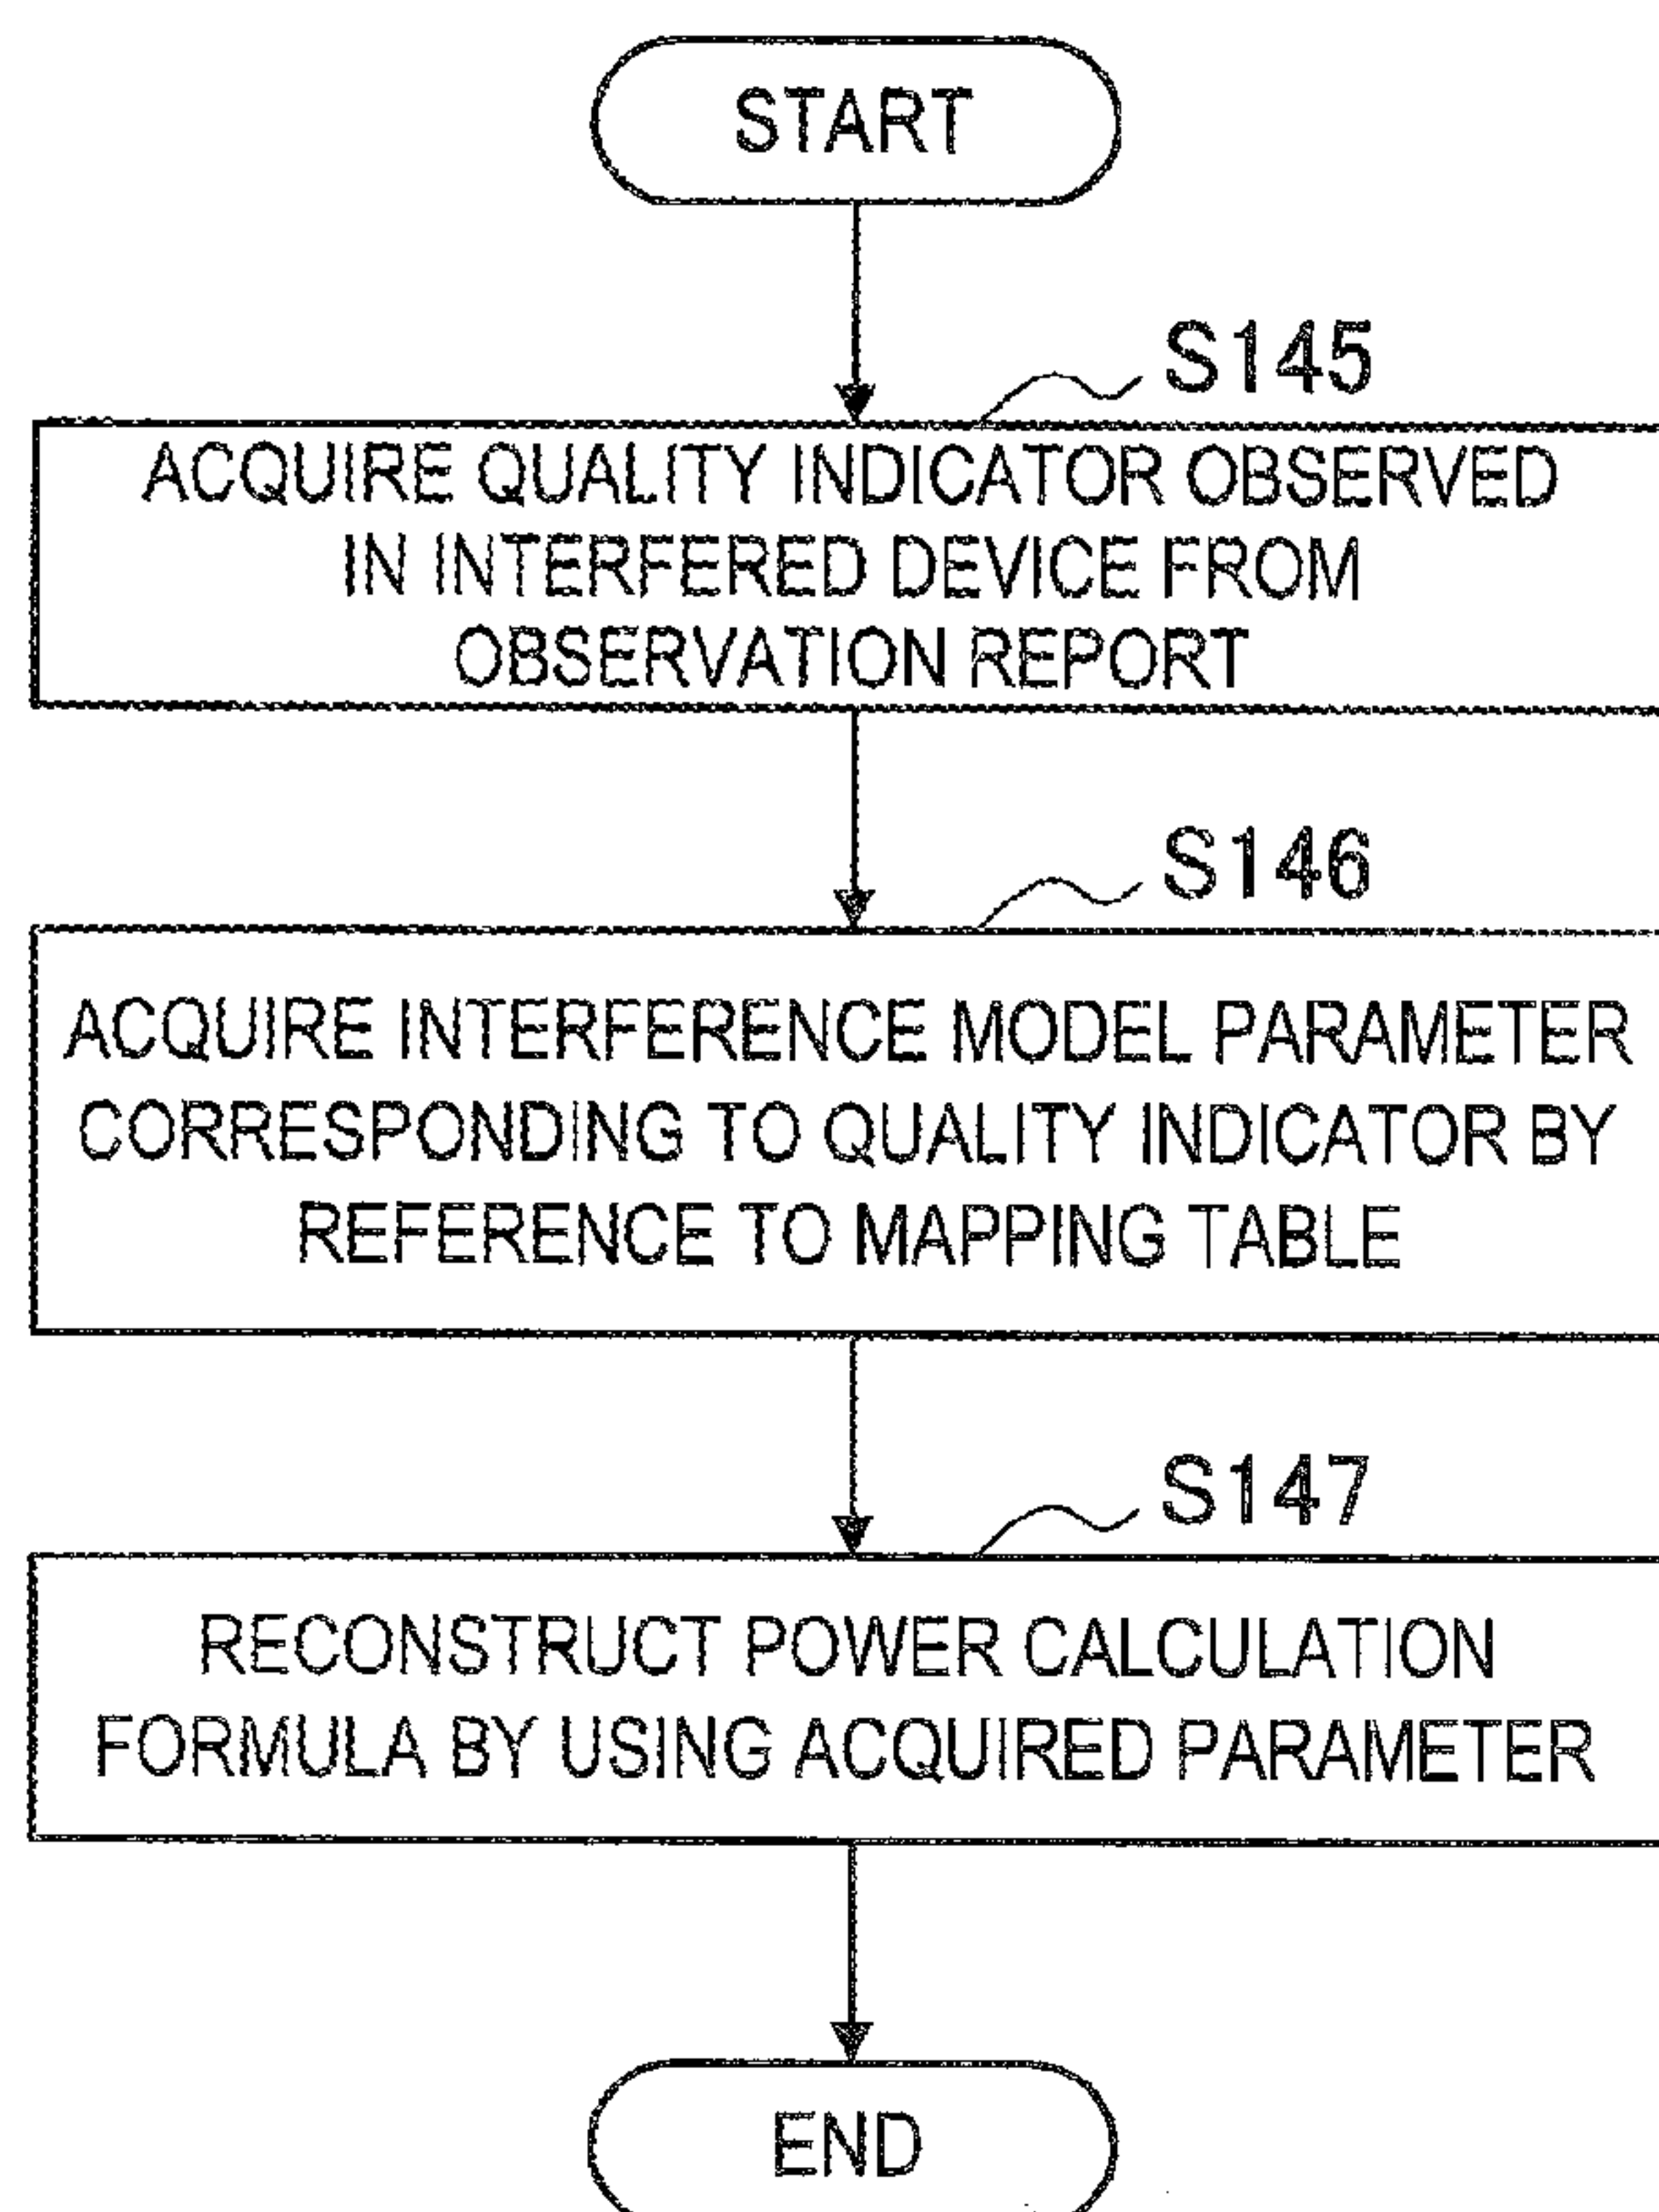 START
S145
ACQUIRE QUALITY INDICATOR OBSERVED
IN INTERFERED DEVICE FROM
OBSERVATION REPORT
S146
ACQUIRE INTERFERENCE MODEL PARAMETER
CORRESPONDING TO QUALITY INDICATOR BY
REFERENCE TO MAPPING TABLE
S147
RECONSTRUCT POWER CALCULATION
FORMULA BY USING ACQUIRED PARAMETER
END